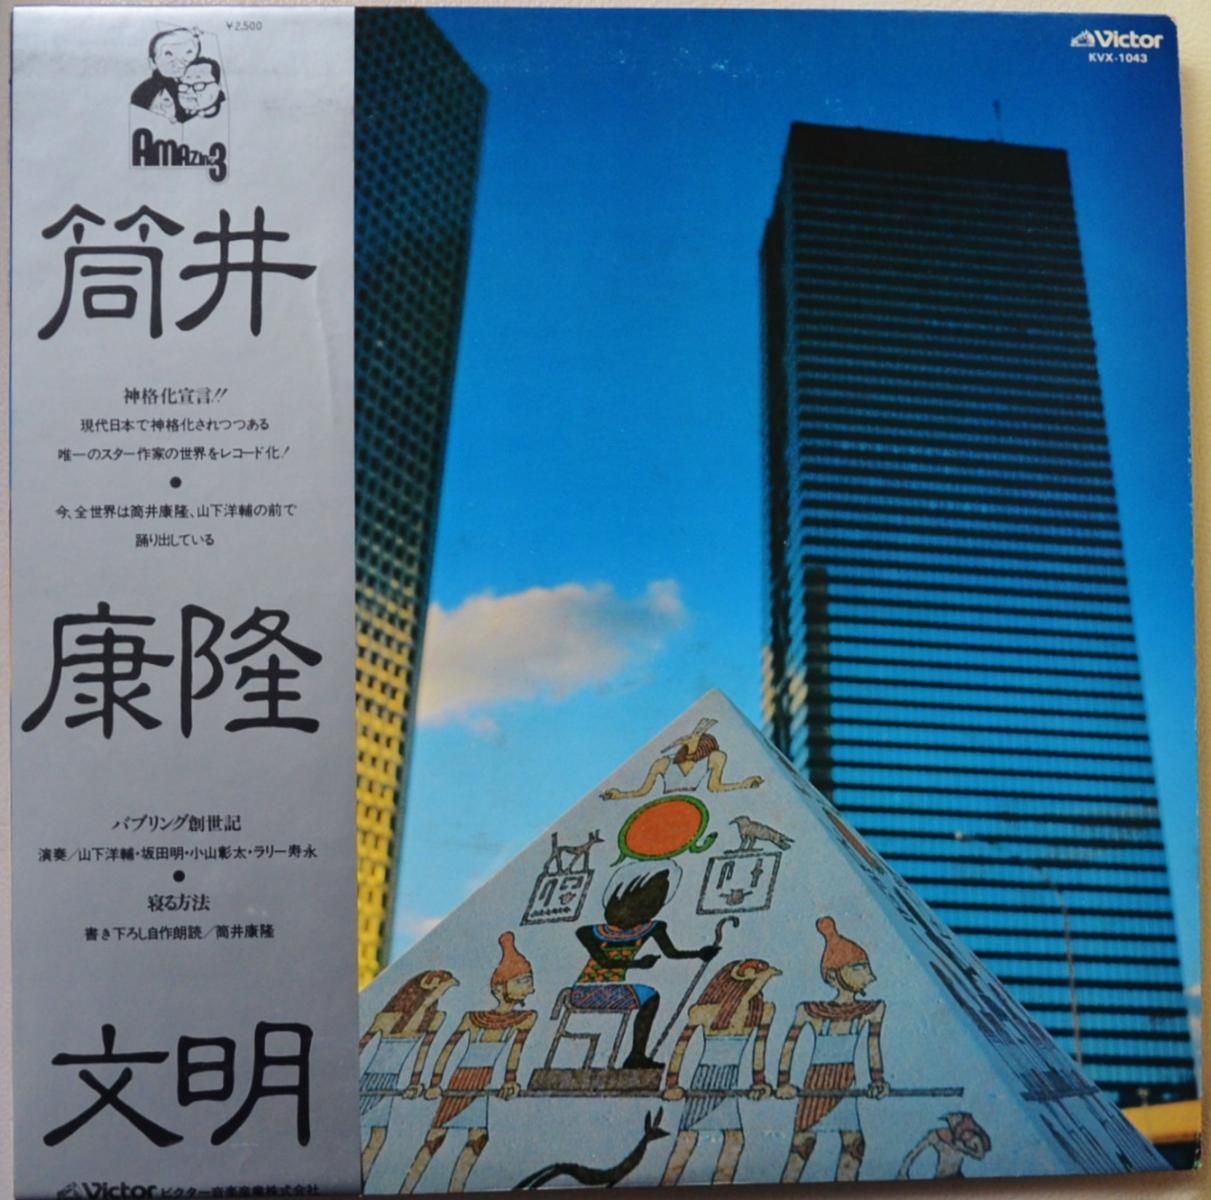 ￥2,500
AMAZING3
筒井
神格化宣言!!
現代日本で神格化されつつある
唯一のスター作家の世界をレコード化!
●
今、全世界は筒井康隆、山下洋輔の前で
踊り出している
康隆
バブリング創世記
演奏/山下洋輔・坂田明・小山彰太・ラリー寿永
●
寝る方法
書き下ろし自作朗読/筒井康隆
文明
Victor ビクター音楽産業株式会社
Victor
KVX-1043